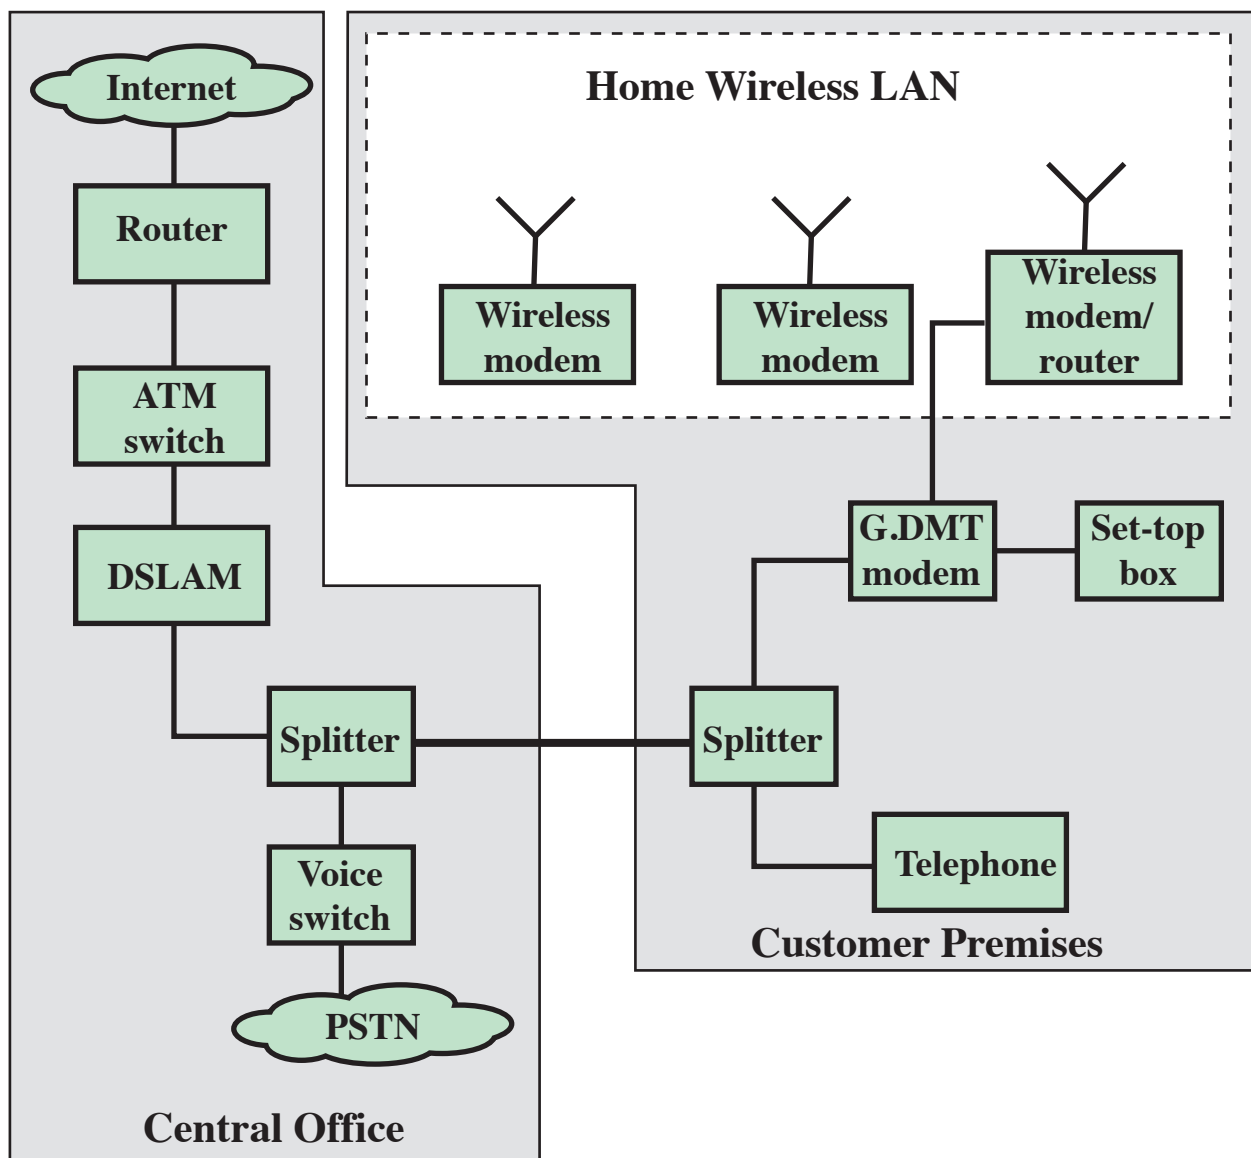 Internet
Router
ATM
switch
DSLAM
Splitter
Voice
switch
PSTN
Central Office
Home Wireless LAN
Wireless
modem
Wireless
modem
Wireless
modem/
router
G.DMT
modem
Set-top
box
Splitter
Telephone
Customer Premises